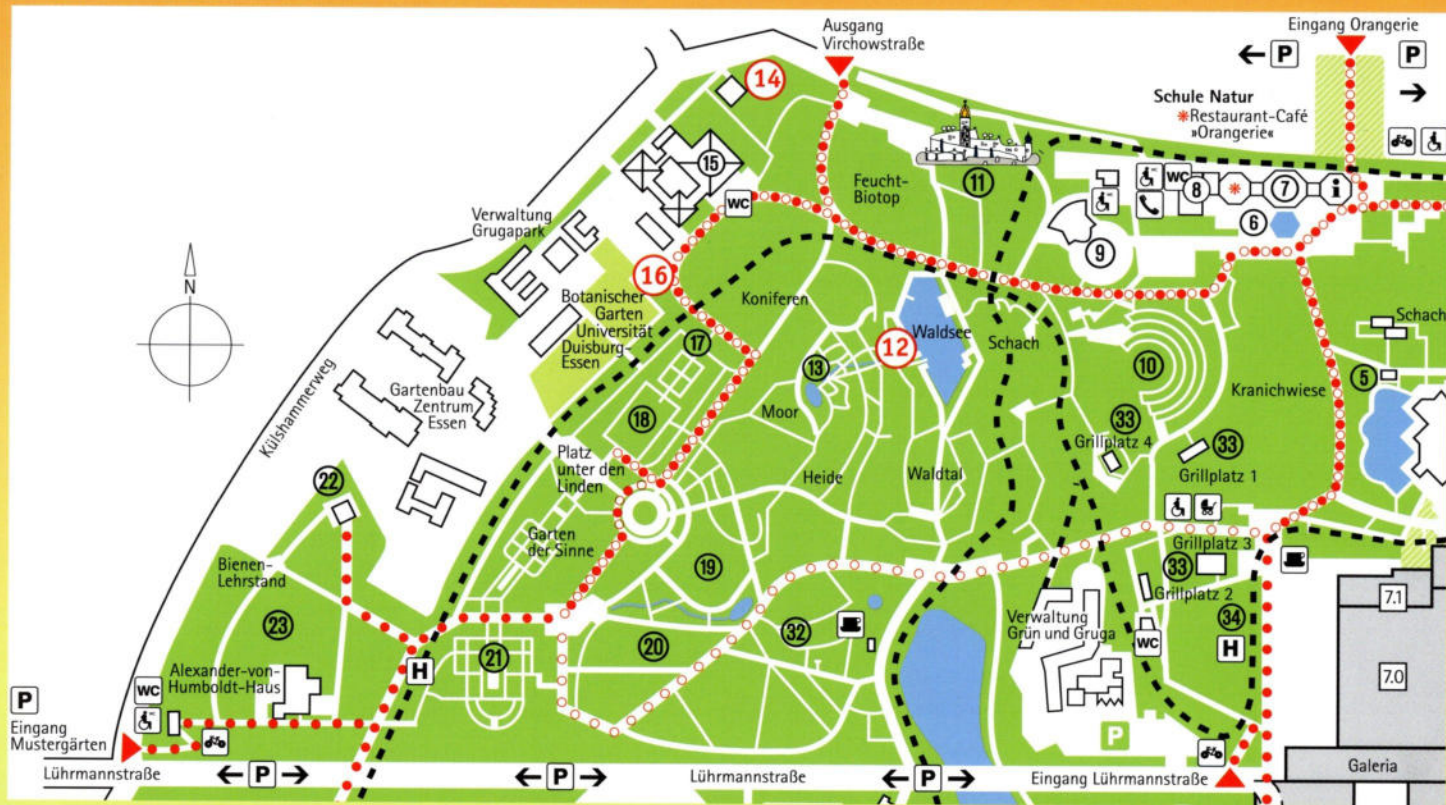 Ausgang
Virchowstraße
Eingang Orangerie
P
P
Schule Natur
Restaurant-Café
»Orangerie«
14
15
WC
Feucht-
Biotop
11
WC
8
7
i
6
9
Verwaltung
Grugapark
N
16
Botanischer
Garten
Universität
Duisburg-
Essen
Koniferen
Waldsee
12
Schach
Schach
17
13
10
5
Kranichwiese
Külshammerweg
Gartenbau
Zentrum
Essen
18
Moor
33
Grillplatz 4
33
Grillplatz 1
Platz
unter den
Linden
Heide
Waldtal
22
Garten
der Sinne
Grillplatz 3
Bienen-
Lehrstand
19
33
Grillplatz 2
7.1
23
Verwaltung
Grün und Gruga
32
34
20
21
WC
H
H
7.0
Alexander-von-
Humboldt-Haus
P
WC
Eingang
Mustergärten
P
Lührmannstraße
P
P
Lührmannstraße
P
Eingang Lührmannstraße
Galeria